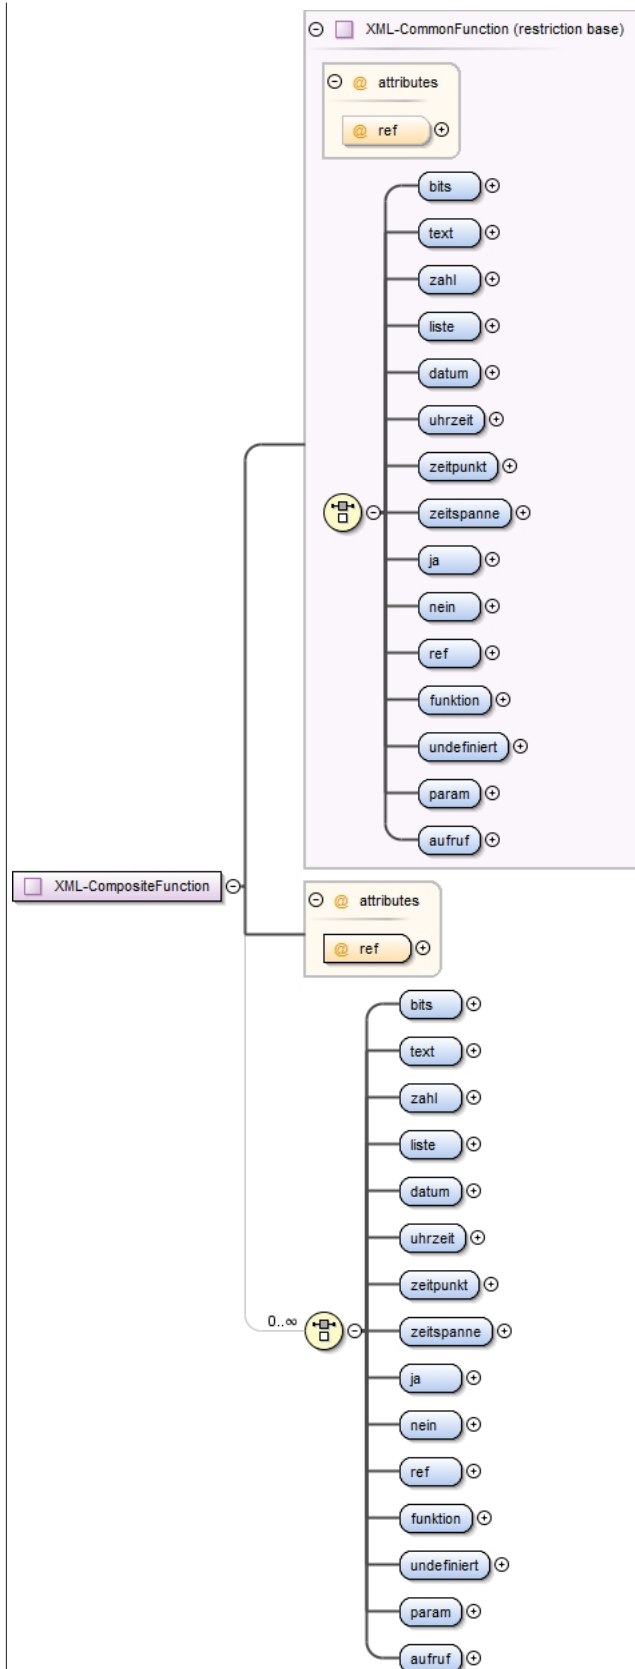 XML-CommonFunction (restriction base)
@ attributes
@ ref
bits
text
zahl
liste
datum
uhrzeit
zeitpunkt
zeitspanne
ja
nein
ref
funktion
undefiniert
param
aufruf
XML-CompositeFunction
@ attributes
@ ref
bits
text
zahl
liste
datum
uhrzeit
zeitpunkt
0..∞
zeitspanne
ja
nein
ref
funktion
undefiniert
param
aufruf